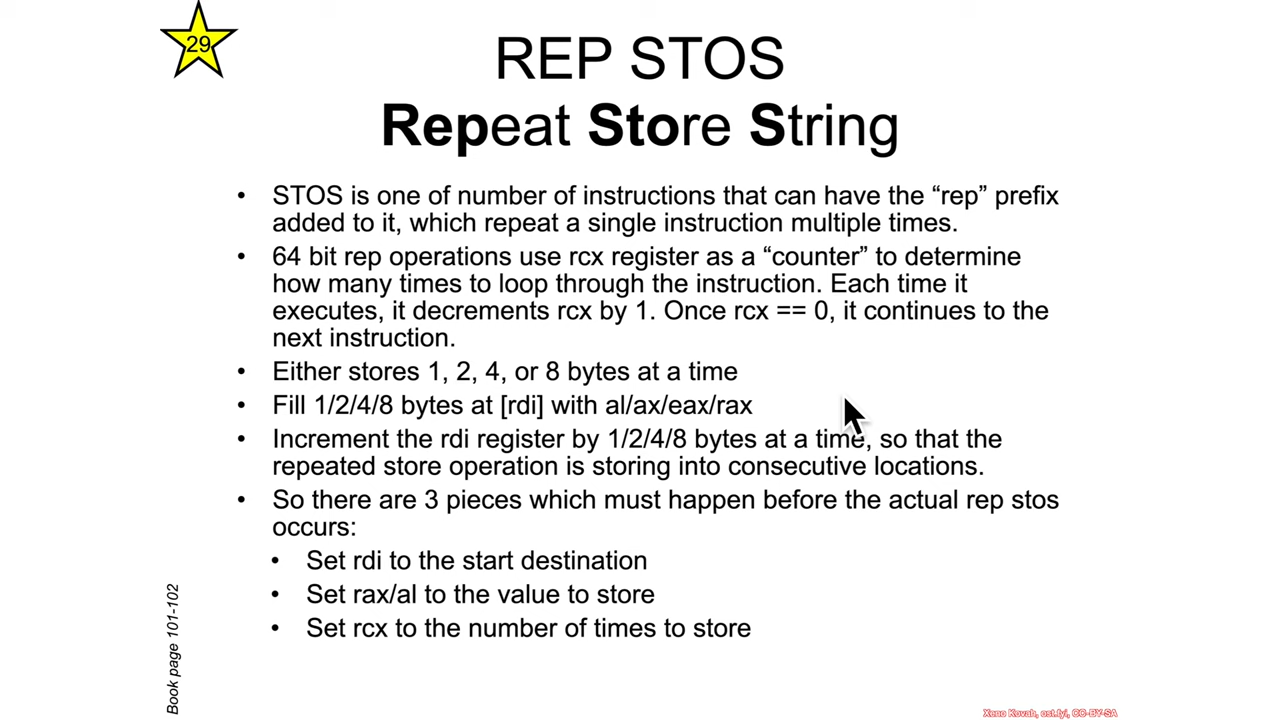 29
REP STOS
Repeat Store String
• STOS is one of number of instructions that can have the “rep” prefix
added to it, which repeat a single instruction multiple times.
• 64 bit rep operations use rcx register as a “counter” to determine
how many times to loop through the instruction. Each time it
executes, it decrements rcx by 1. Once rcx == 0, it continues to the
next instruction.
• Either stores 1, 2, 4, or 8 bytes at a time
• Fill 1/2/4/8 bytes at [rdi] with al/ax/eax/rax
• Increment the rdi register by 1/2/4/8 bytes at a time, so that the
repeated store operation is storing into consecutive locations.
• So there are 3 pieces which must happen before the actual rep stos
occurs:
• Set rdi to the start destination
• Set rax/al to the value to store
• Set rcx to the number of times to store
Book page 101-102
Xeno Kovah, ost.fyi, CC-BY-SA